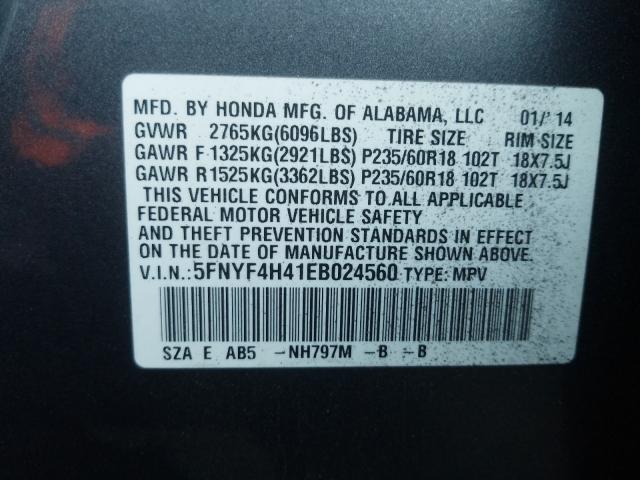 MFD. BY HONDA MFG. OF ALABAMA, LLC 01/'14
GVWR 2765KG(6096LBS) TIRE SIZE RIM SIZE
GAWR F 1325KG(2921LBS) P235/60R18 102T 18X7.5J
GAWR R 1525KG(3362LBS) P235/60R18 102T 18X7.5J
THIS VEHICLE CONFORMS TO ALL APPLICABLE
FEDERAL MOTOR VEHICLE SAFETY
AND THEFT PREVENTION STANDARDS IN EFFECT
ON THE DATE OF MANUFACTURE SHOWN ABOVE.
V.I.N.: 5FNYF4H41EB024560 TYPE: MPV
SZA E AB5 -NH797M -B -B